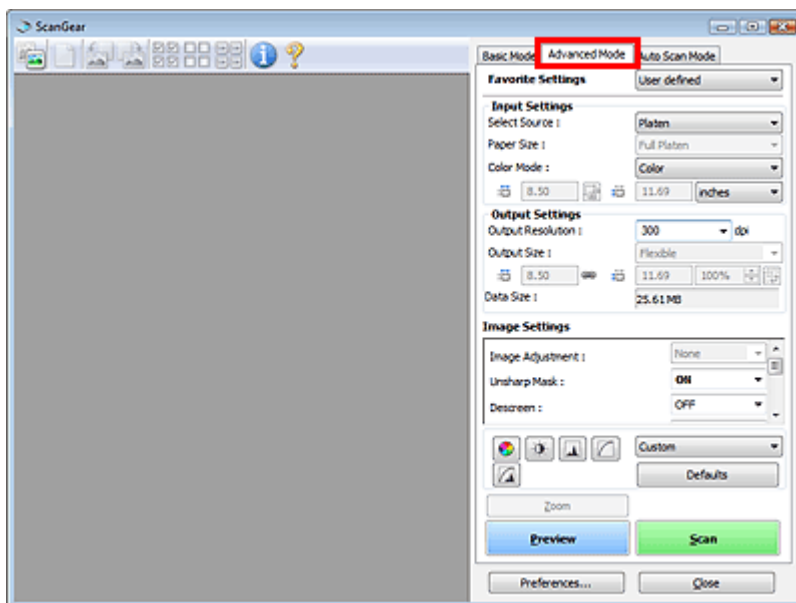 ScanGear
Basic Mode Advanced Mode Auto Scan Mode
Favorite Settings User defined
Input Settings
Select Source : Platen
Paper Size : Full Platen
Color Mode : Color
8.50 11.69 inches
Output Settings
Output Resolution : 300 dpi
Output Size : Flexible
8.50 11.69 100%
Data Size : 25.61MB
Image Settings
Image Adjustment : None
Unsharp Mask : ON
Descreen : OFF
Custom
Defaults
Zoom
Preview Scan
Preferences... Close